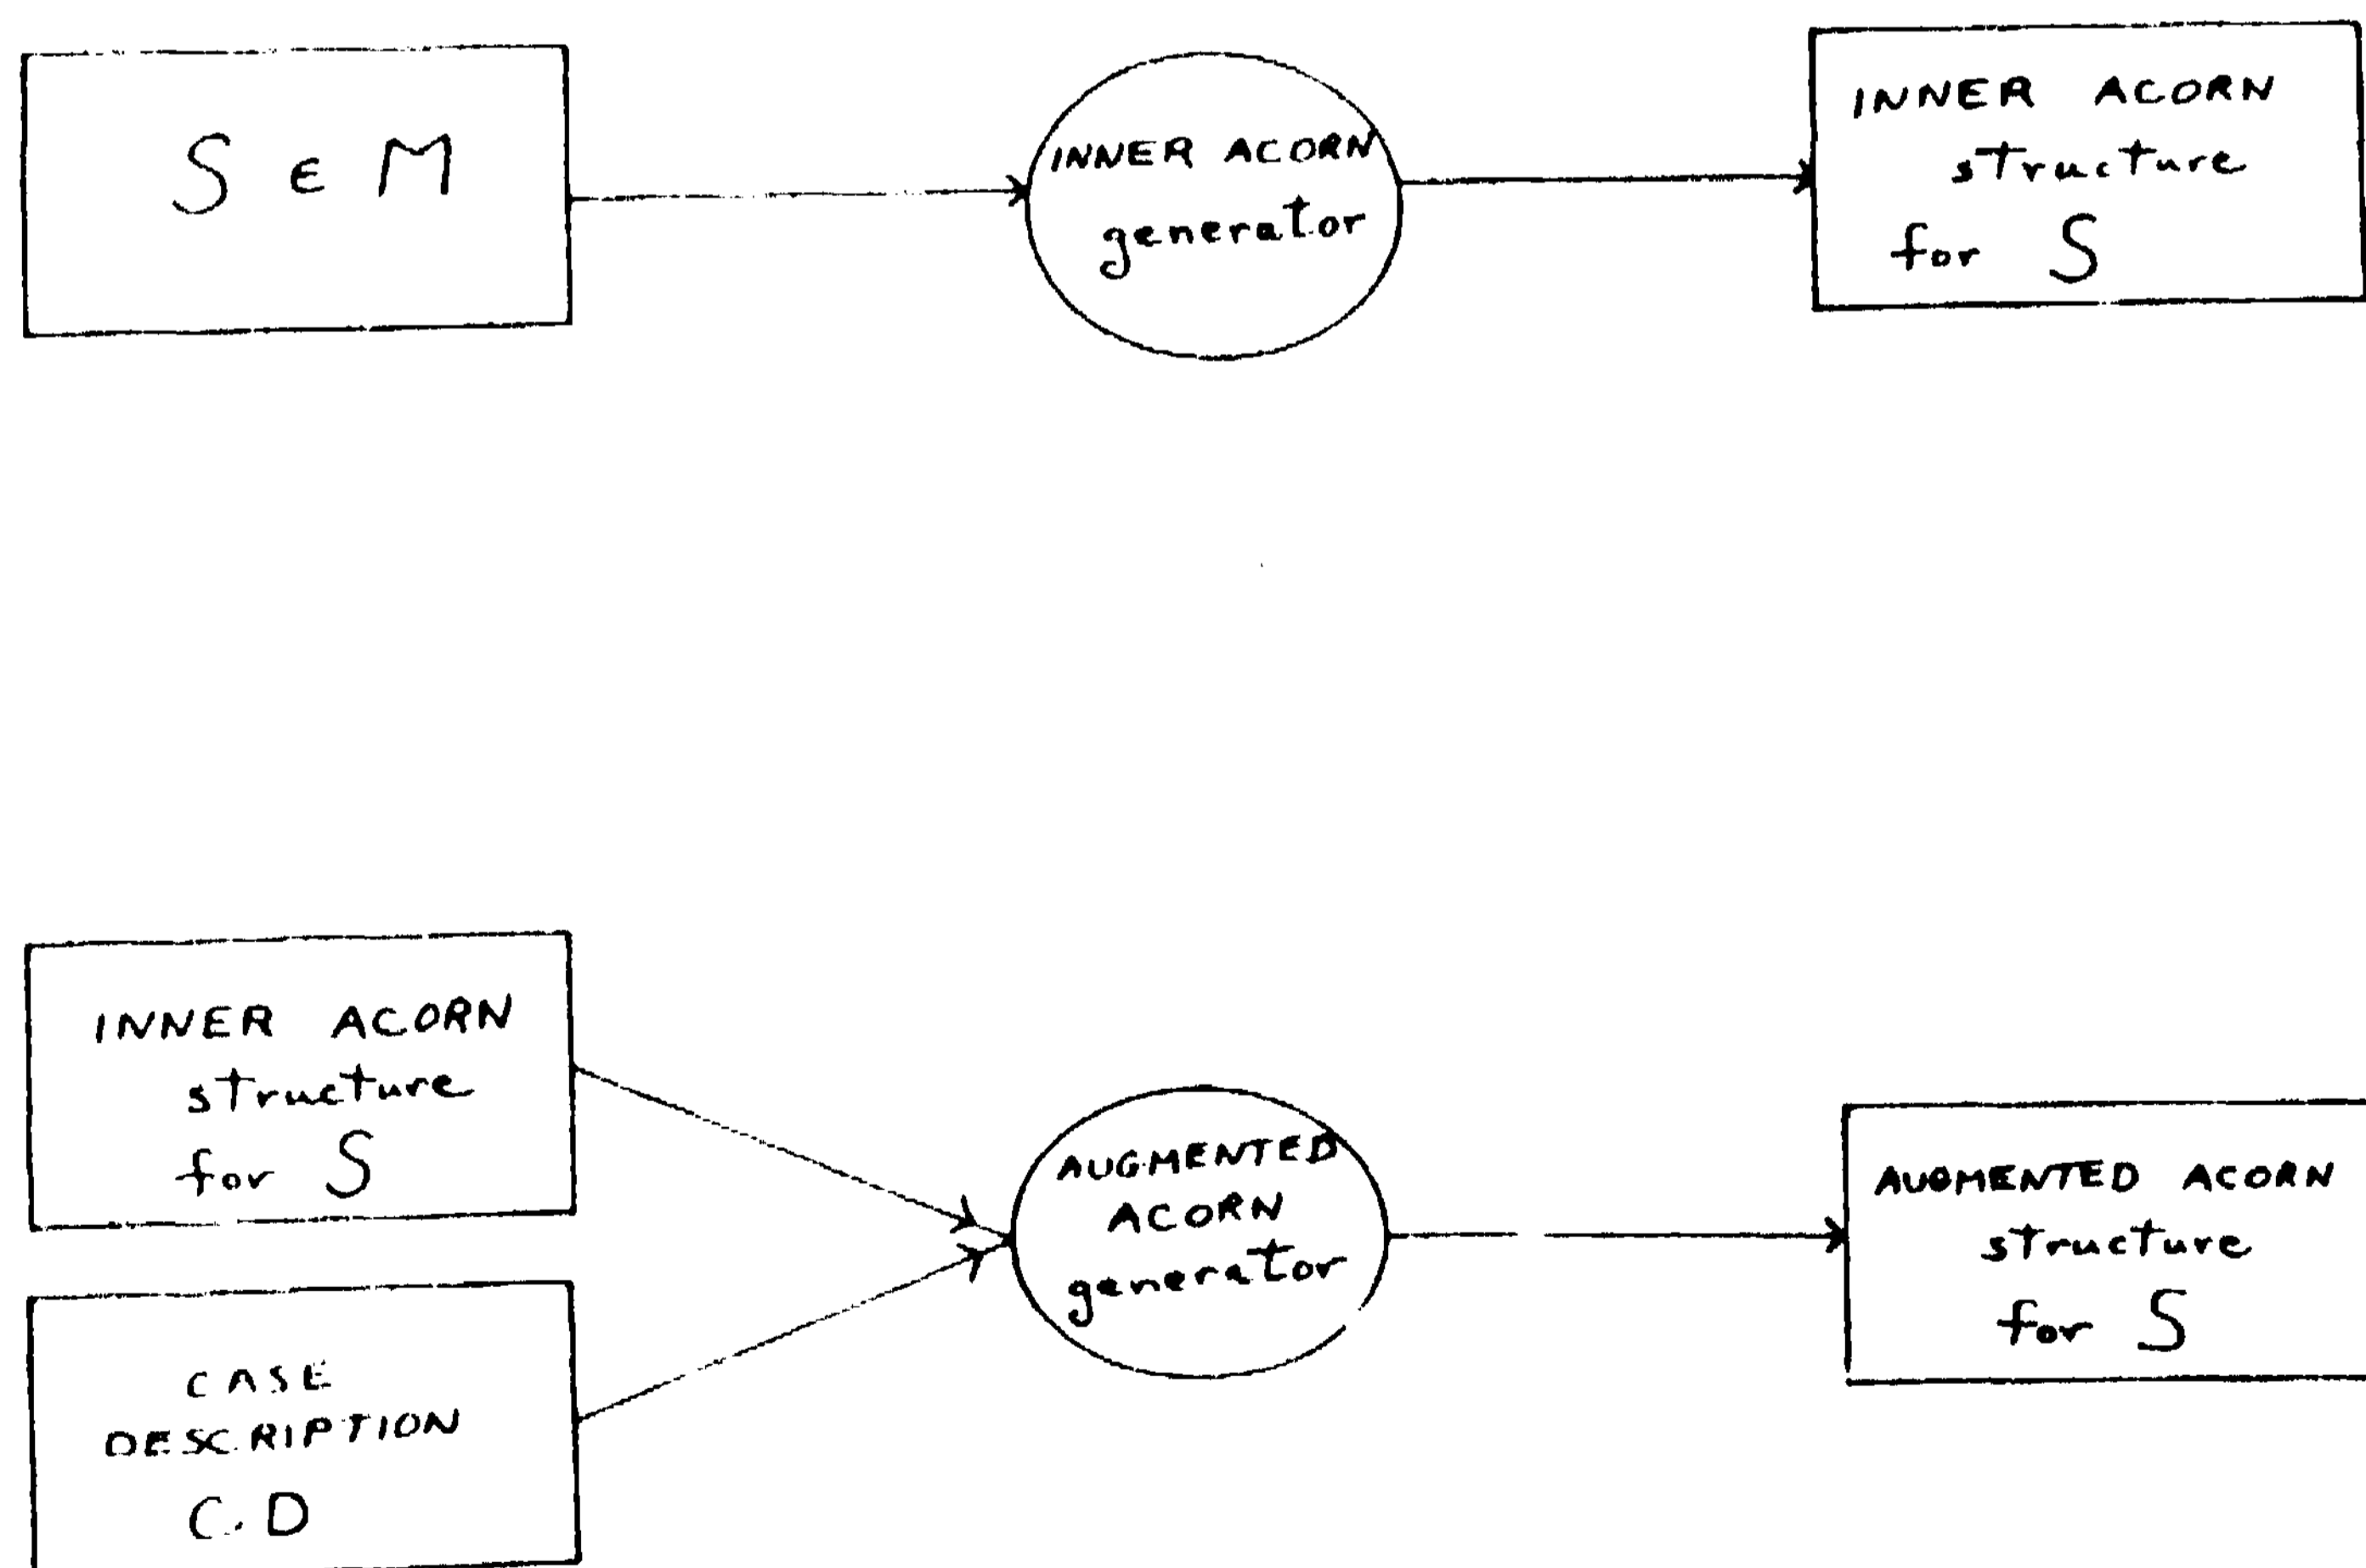 S ∈ M
INNER ACORN
generator
INNER ACORN
structure
for S
INNER ACORN
structure
for S
CASE
DESCRIPTION
C.D
AUGMENTED
ACORN
generator
AUGMENTED ACORN
structure
for S